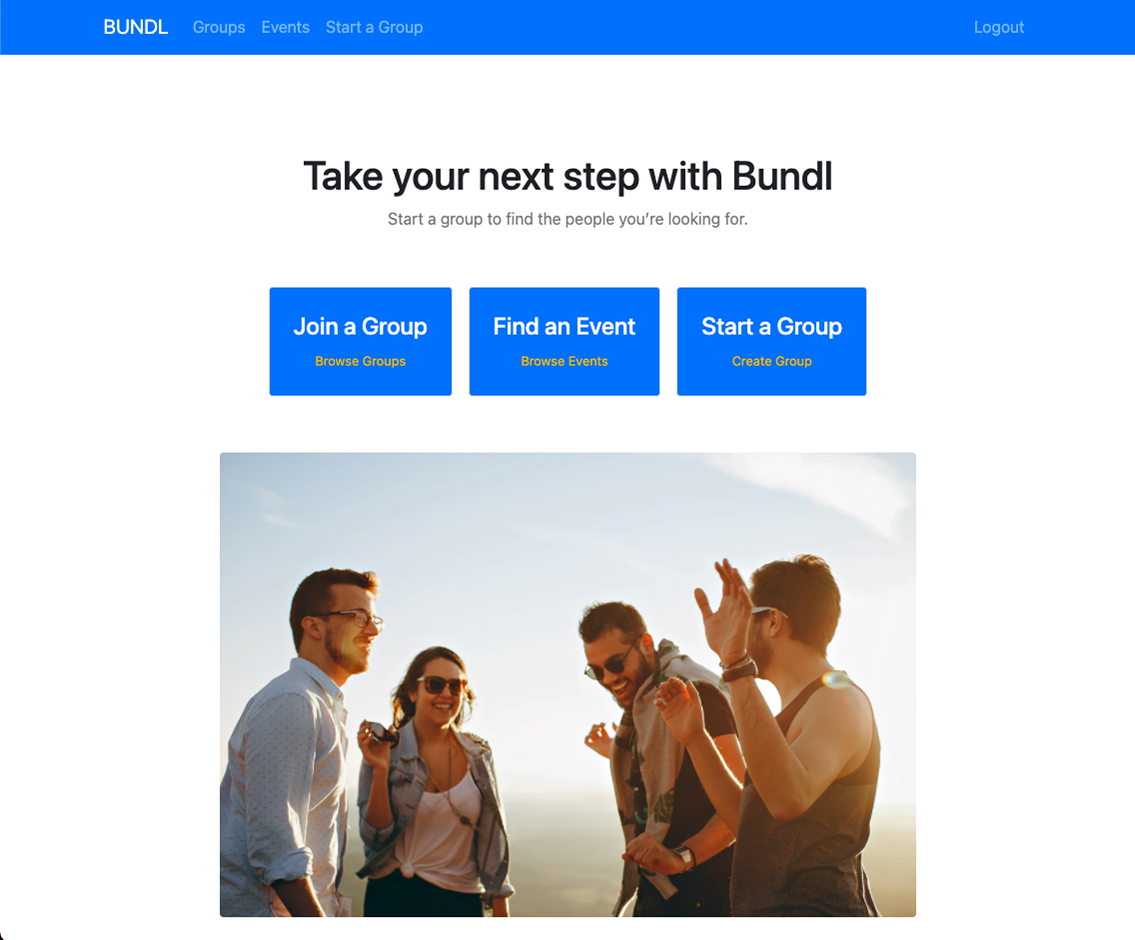 BUNDL Groups Events Start a Group Logout
Take your next step with Bundl
Start a group to find the people you’re looking for.
Join a Group Find an Event Start a Group
Browse Groups Browse Events Create Group